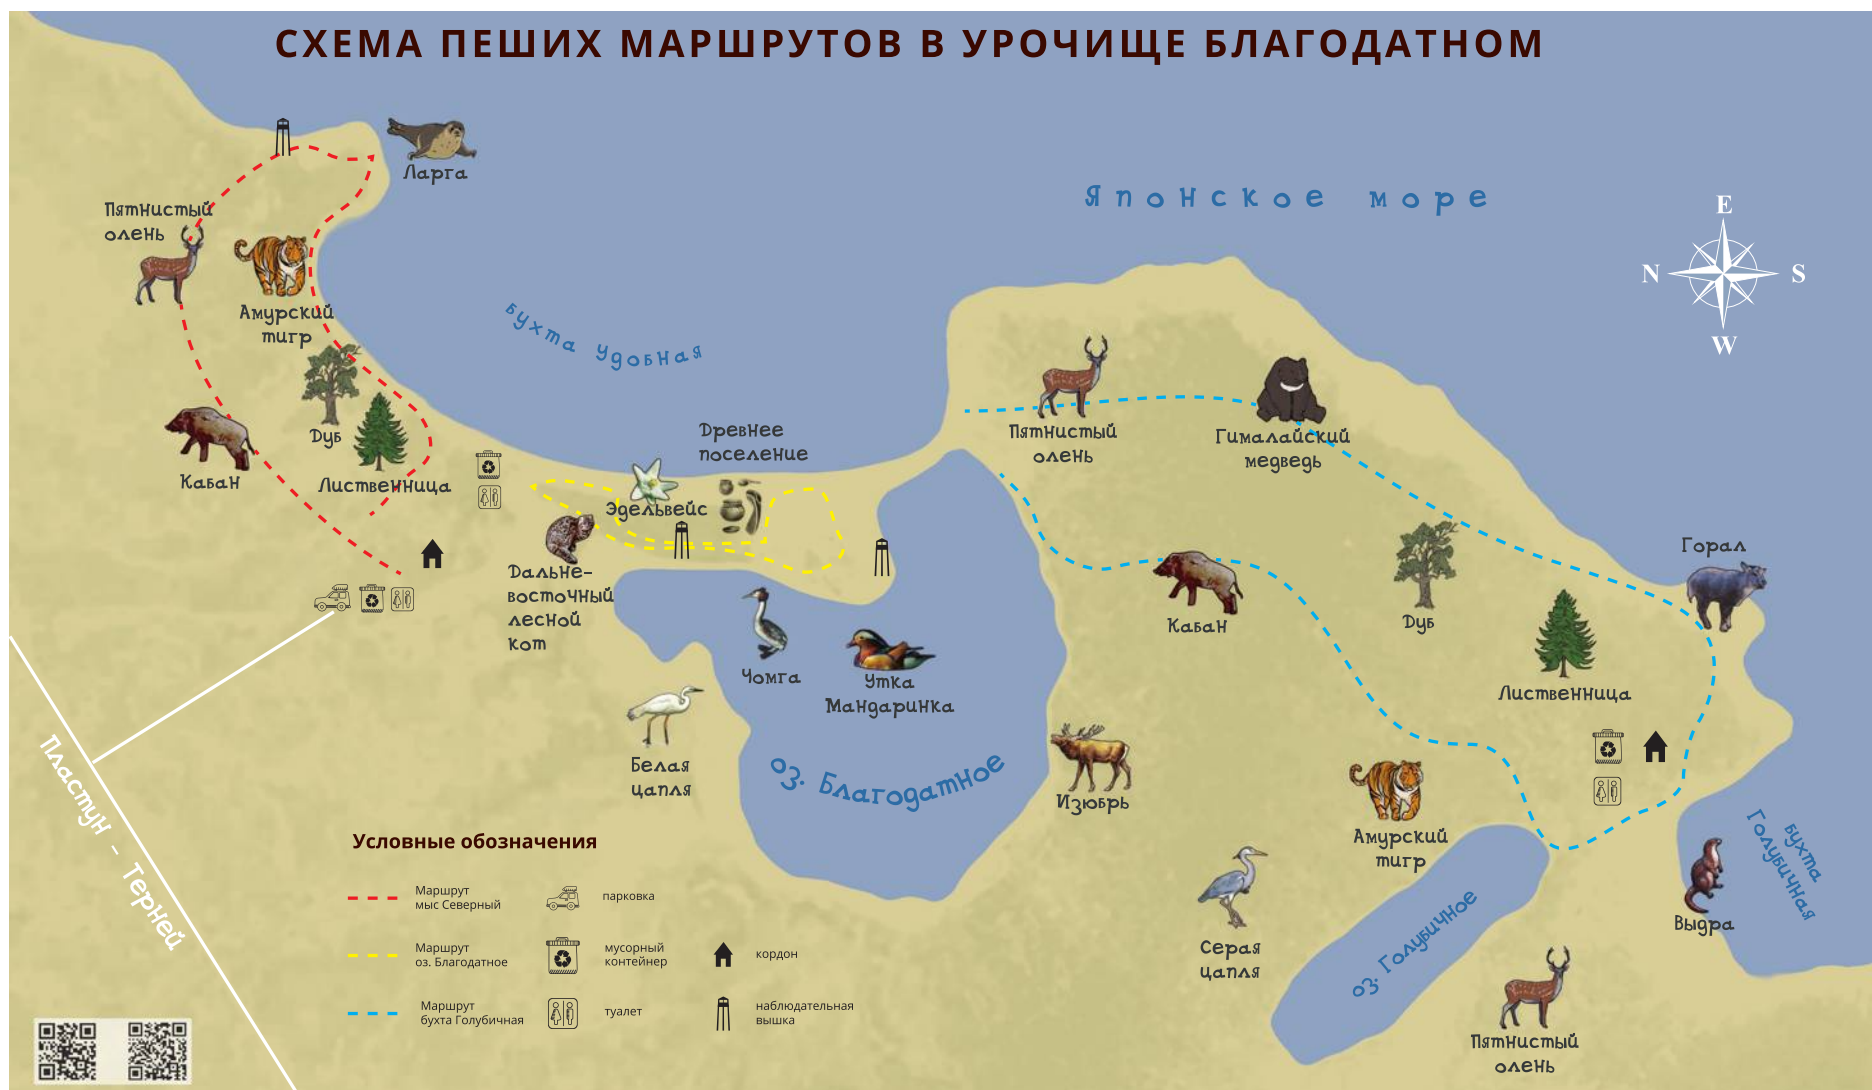 СХЕМА ПЕШИХ МАРШРУТОВ В УРОЧИЩЕ БЛАГОДАТНОМ
Ларга
Пятнистый
олень
Амурский
тигр
Дуб
Кабан
Лиственница
бухта Удобная
Японское море
E
N
S
W
Древнее
поселение
Эдельвейс
Дальне-
восточный
лесной
кот
Чомга
Утка
Мандаринка
Белая
цапля
оз. Благодатное
Пятнистый
олень
Гималайский
медведь
Кабан
Дуб
Горал
Лиственница
Изюбрь
Амурский
тигр
Серая
цапля
оз. Голубичное
Выдра
бухта
Голубичная
Пятнистый
олень
Пластун - Терней
Условные обозначения
Маршрут
мыс Северный
парковка
Маршрут
оз. Благодатное
мусорный
контейнер
кордон
Маршрут
бухта Голубичная
туалет
наблюдательная
вышка